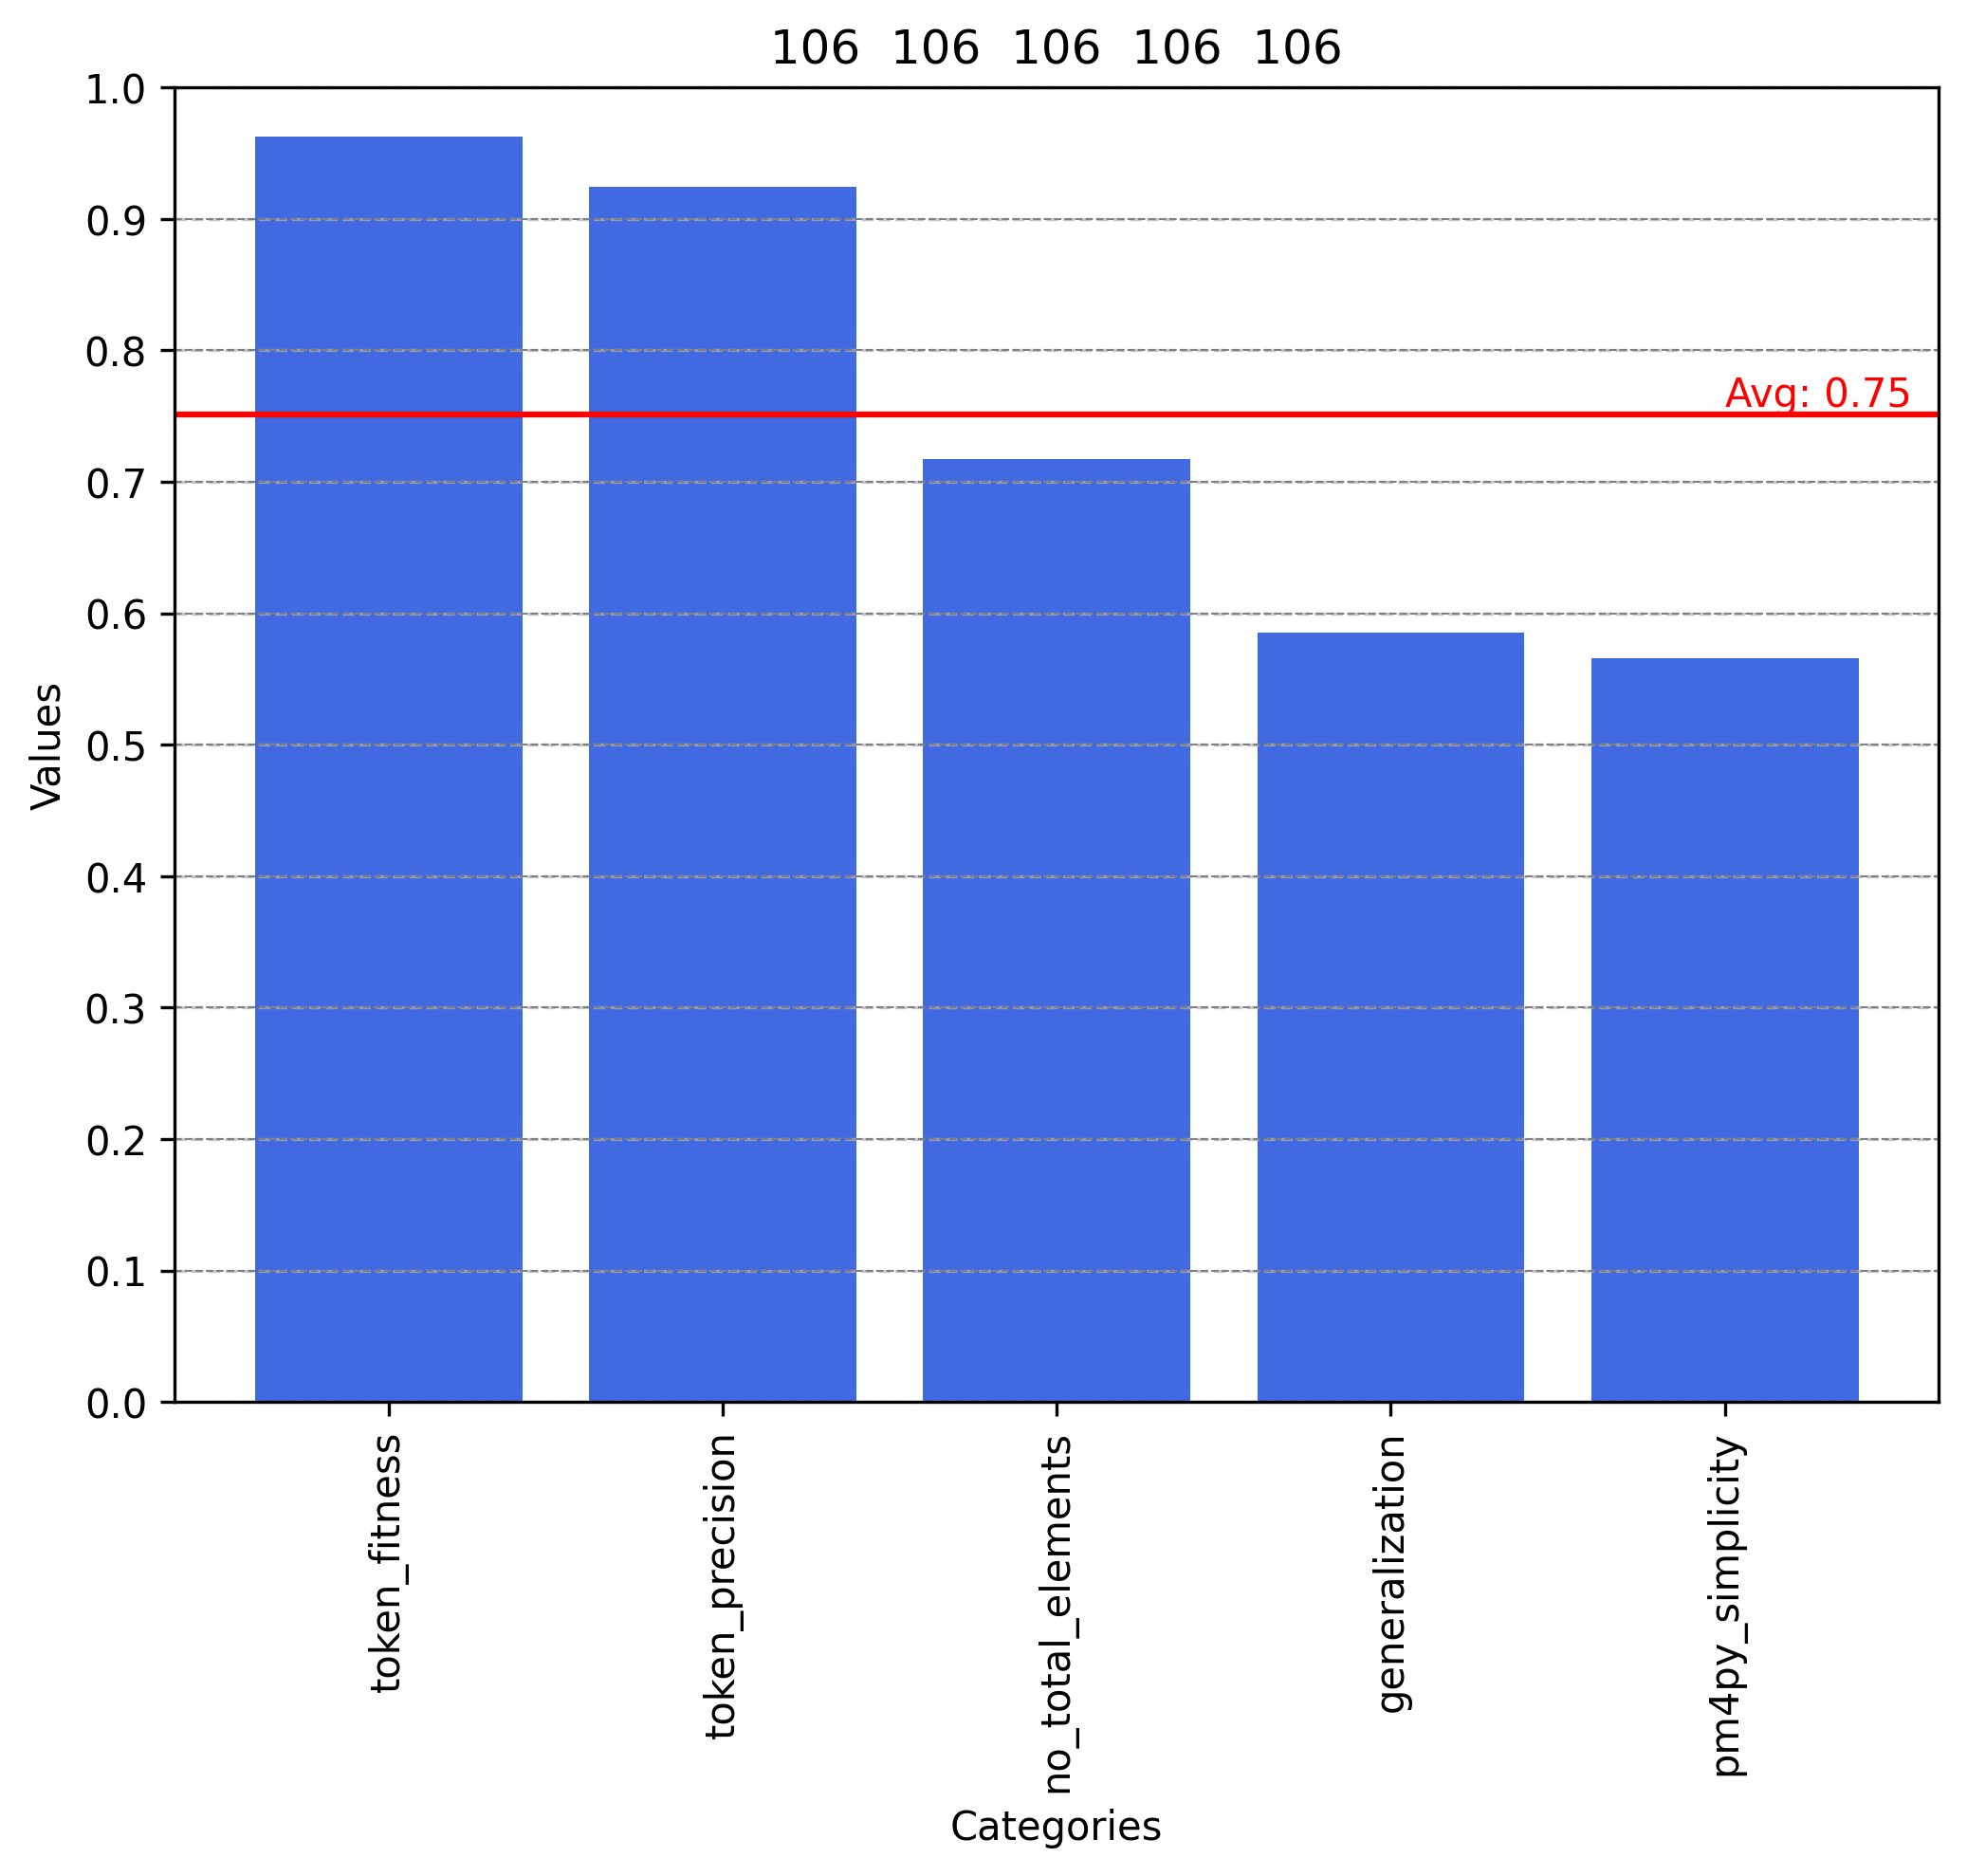 106  106  106  106  106
1.0
0.9
0.8
0.7
0.6
0.5
0.4
0.3
0.2
0.1
0.0
Values
Avg: 0.75
token_fitness
token_precision
no_total_elements
generalization
pm4py_simplicity
Categories